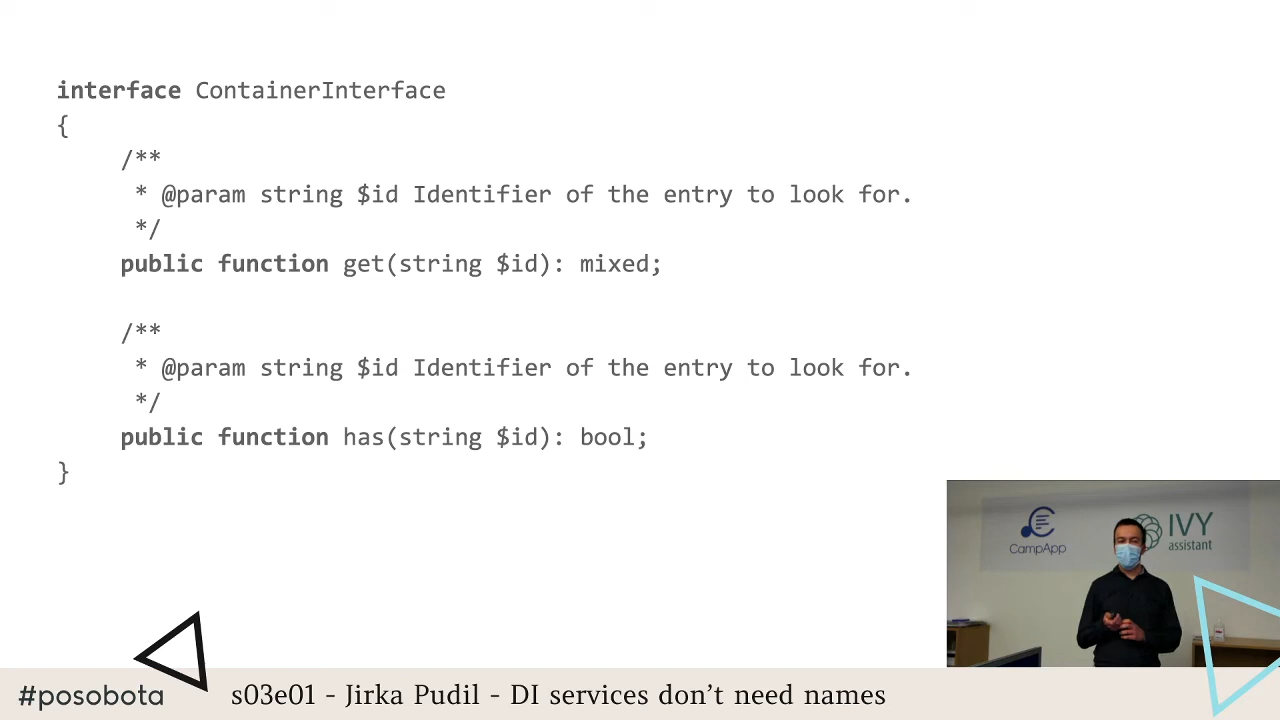 interface ContainerInterface
{
/**
* @param string $id Identifier of the entry to look for.
*/
public function get(string $id): mixed;
/**
* @param string $id Identifier of the entry to look for.
*/
public function has(string $id): bool;
}
CampApp
IVY
assistant
#posobota
s03e01 - Jirka Pudil - DI services don’t need names